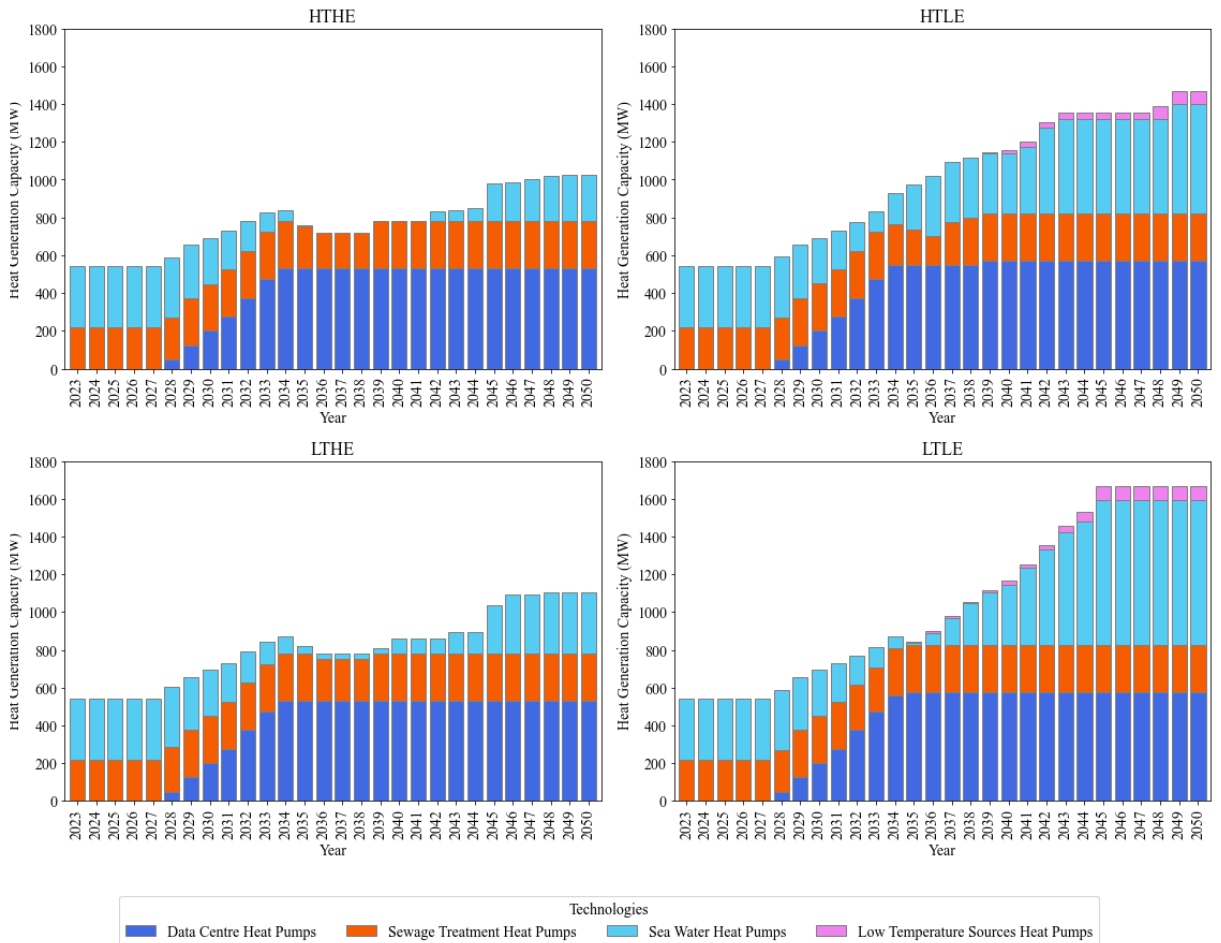 HTHE
Heat Generation Capacity (MW)
1800
1600
1400
1200
1000
800
600
400
200
0
2023 2024 2025 2026 2027 2028 2029 2030 2031 2032 2033 2034 2035 2036 2037 2038 2039 2040 2041 2042 2043 2044 2045 2046 2047 2048 2049 2050
Year
HTLE
Heat Generation Capacity (MW)
1800
1600
1400
1200
1000
800
600
400
200
0
2023 2024 2025 2026 2027 2028 2029 2030 2031 2032 2033 2034 2035 2036 2037 2038 2039 2040 2041 2042 2043 2044 2045 2046 2047 2048 2049 2050
Year
LTHE
Heat Generation Capacity (MW)
1800
1600
1400
1200
1000
800
600
400
200
0
2023 2024 2025 2026 2027 2028 2029 2030 2031 2032 2033 2034 2035 2036 2037 2038 2039 2040 2041 2042 2043 2044 2045 2046 2047 2048 2049 2050
Year
LTLE
Heat Generation Capacity (MW)
1800
1600
1400
1200
1000
800
600
400
200
0
2023 2024 2025 2026 2027 2028 2029 2030 2031 2032 2033 2034 2035 2036 2037 2038 2039 2040 2041 2042 2043 2044 2045 2046 2047 2048 2049 2050
Year
Technologies
Data Centre Heat Pumps Sewage Treatment Heat Pumps Sea Water Heat Pumps Low Temperature Sources Heat Pumps